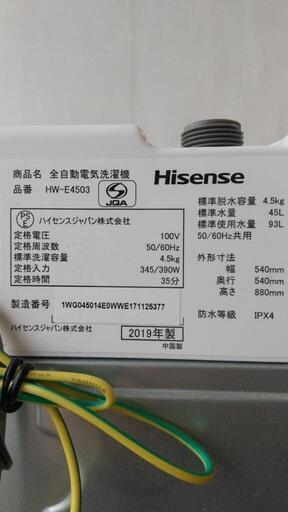 商品名 全自動電気洗濯機
品番 HW-E4503
JQA
Hisense
PS
E
ハイセンスジャパン株式会社
定格電圧 100V
定格周波数 50/60Hz
標準洗濯容量 4.5kg
定格入力 345/390W
定格時間 35分
標準脱水容量 4.5kg
標準水量 45L
標準使用水量 93L
50/60Hz共用
外形寸法
幅 540mm
奥行 540mm
高さ 880mm
防水等級 IPX4
製造番号 1WG045014E0WWE171125377
ハイセンスジャパン株式会社
2019年製
中国製